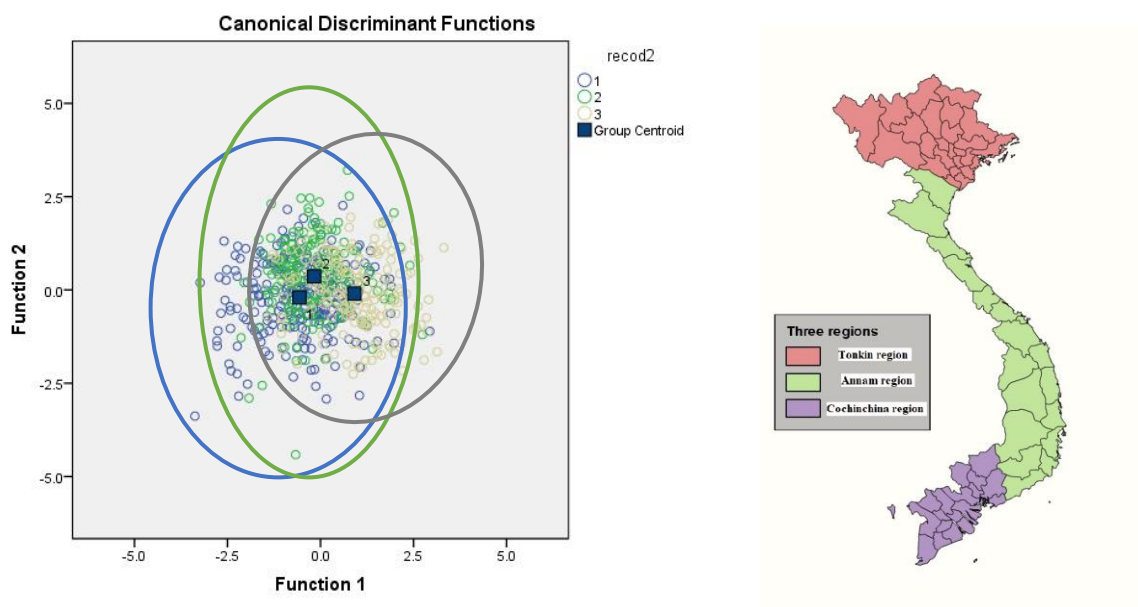 Canonical Discriminant Functions
recod2
1
2
3
Group Centroid
5.0
2.5
0.0
-2.5
-5.0
Function 2
2
3
1
-5.0
-2.5
0.0
2.5
5.0
Function 1
Three regions
Tonkin region
Annam region
Cochinchina region